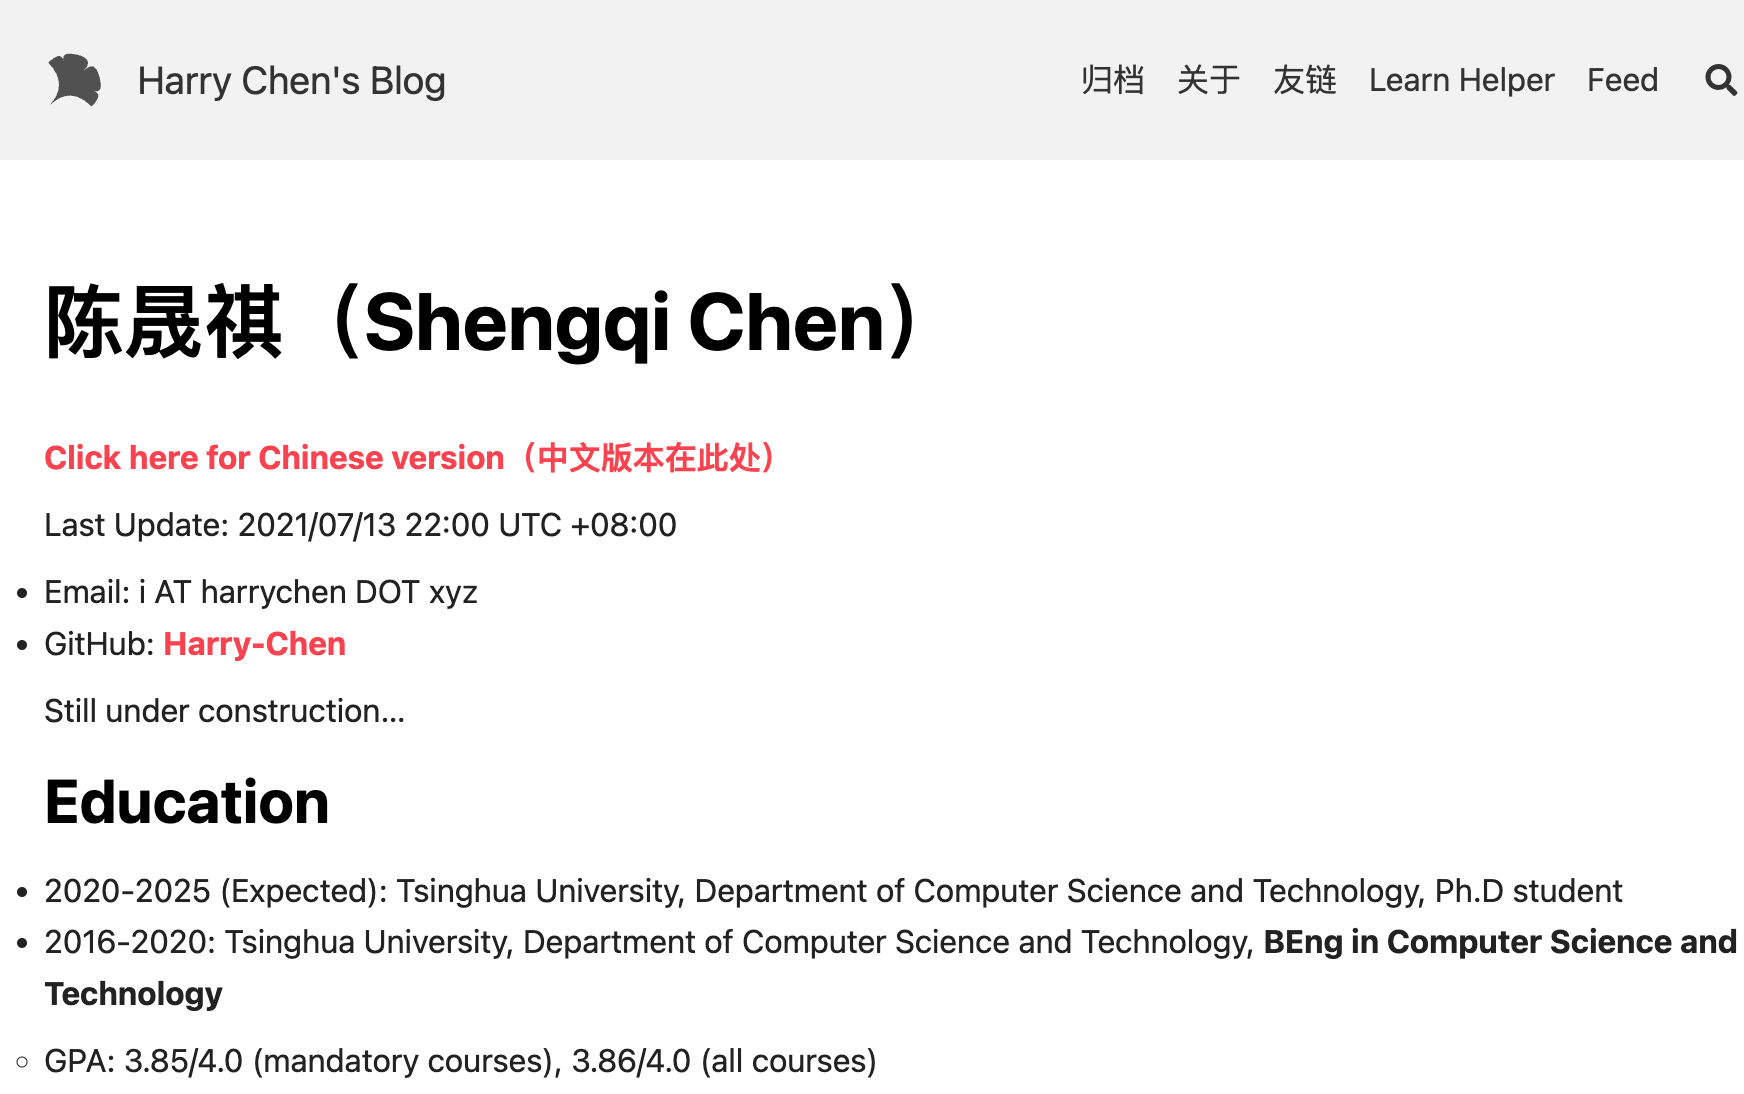 Harry Chen's Blog
归档 关于 友链 Learn Helper Feed
陈晟祺（Shengqi Chen）
Click here for Chinese version（中文版本在此处）
Last Update: 2021/07/13 22:00 UTC +08:00
Email: i AT harrychen DOT xyz
GitHub: Harry-Chen
Still under construction...
Education
2020-2025 (Expected): Tsinghua University, Department of Computer Science and Technology, Ph.D student
2016-2020: Tsinghua University, Department of Computer Science and Technology, BEng in Computer Science and
Technology
GPA: 3.85/4.0 (mandatory courses), 3.86/4.0 (all courses)